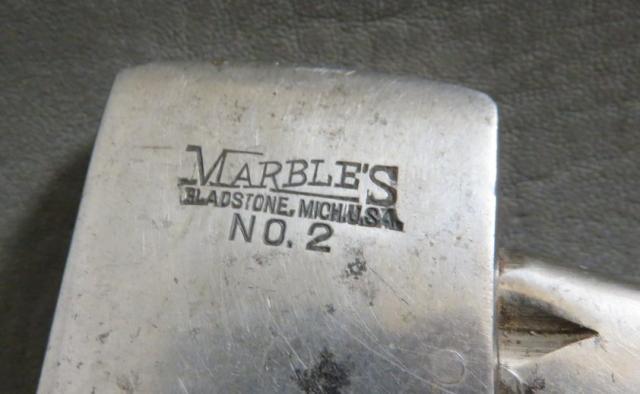 MARBLE'S
GLADSTONE, MICH.U.S.A.
NO. 2